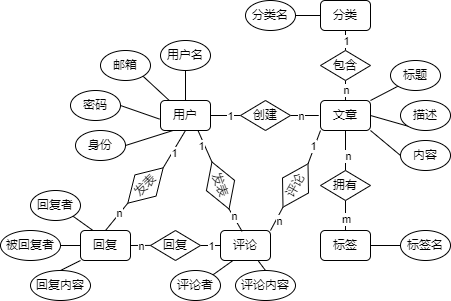 分类名
分类
1
包含
n
用户名
邮箱
标题
密码
用户
1
创建
n
文章
描述
身份
内容
1
1
1
n
发表
发表
评论
拥有
回复者
n
n
n
m
被回复者
回复
n
回复
1
评论
标签
标签名
回复内容
评论者
评论内容